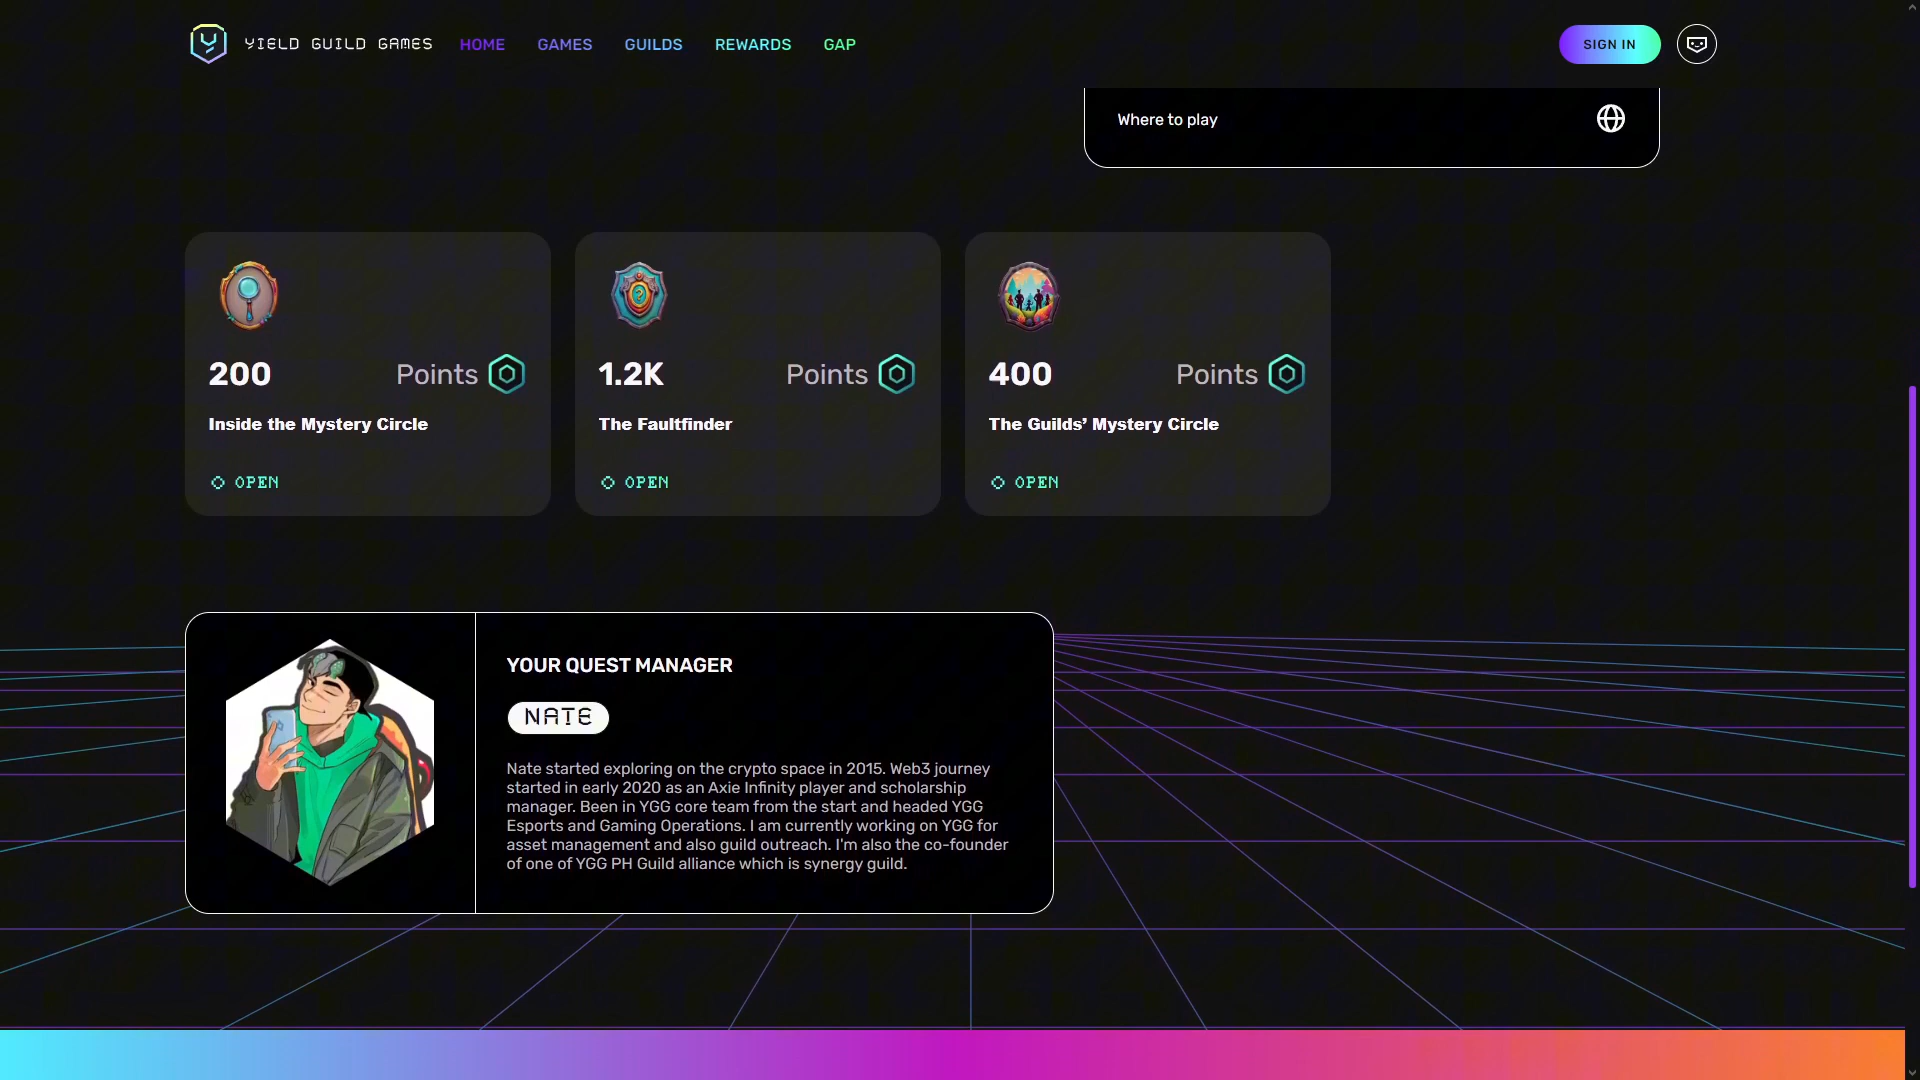 YIELD GUILD GAMES HOME GAMES GUILDS REWARDS GAP SIGN IN
Where to play
200 Points
Inside the Mystery Circle
OPEN
1.2K Points
The Faultfinder
OPEN
400 Points
The Guilds’ Mystery Circle
OPEN
YOUR QUEST MANAGER
NATE
Nate started exploring on the crypto space in 2015. Web3 journey
started in early 2020 as an Axie Infinity player and scholarship
manager. Been in YGG core team from the start and headed YGG
Esports and Gaming Operations. I am currently working on YGG for
asset management and also guild outreach. I'm also the co-founder
of one of YGG PH Guild alliance which is synergy guild.